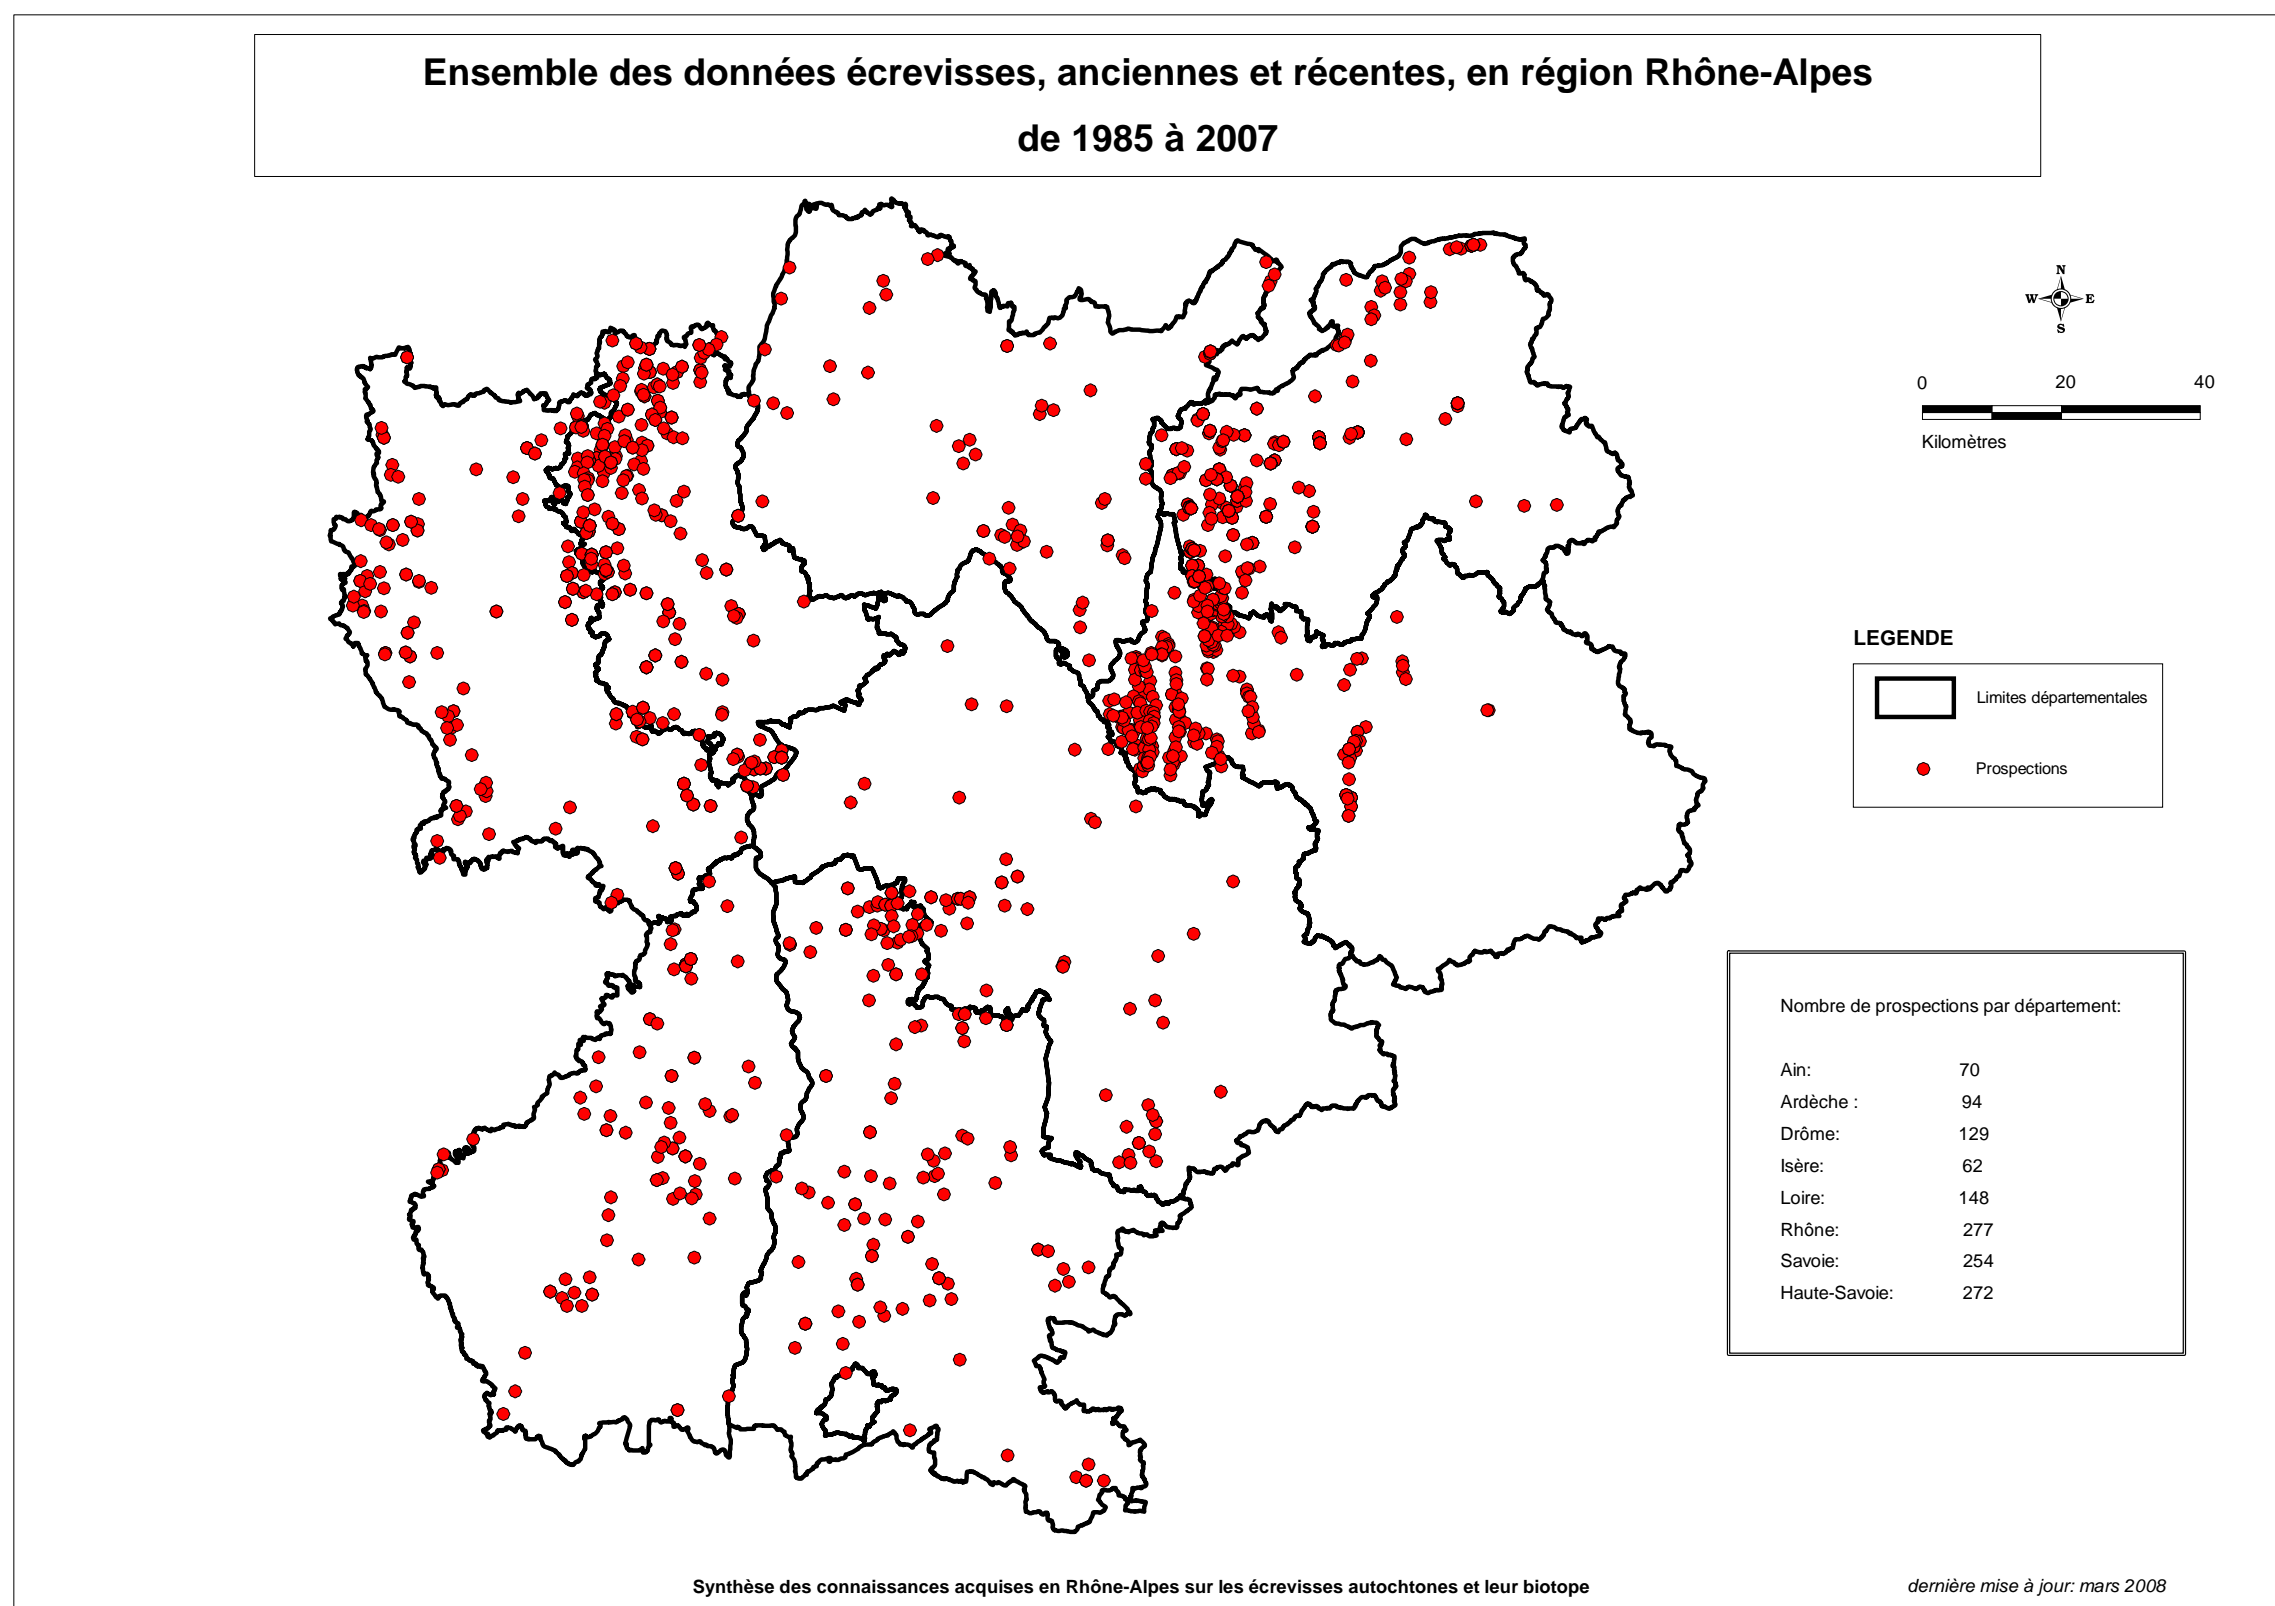 Ensemble des données écrevisses, anciennes et récentes, en région Rhône-Alpes
de 1985 à 2007
N
W E
S
0 20 40
Kilomètres
LEGENDE
Limites départementales
Prospections
Nombre de prospections par département:
Ain: 70
Ardèche : 94
Drôme: 129
Isère: 62
Loire: 148
Rhône: 277
Savoie: 254
Haute-Savoie: 272
Synthèse des connaissances acquises en Rhône-Alpes sur les écrevisses autochtones et leur biotope
dernière mise à jour: mars 2008